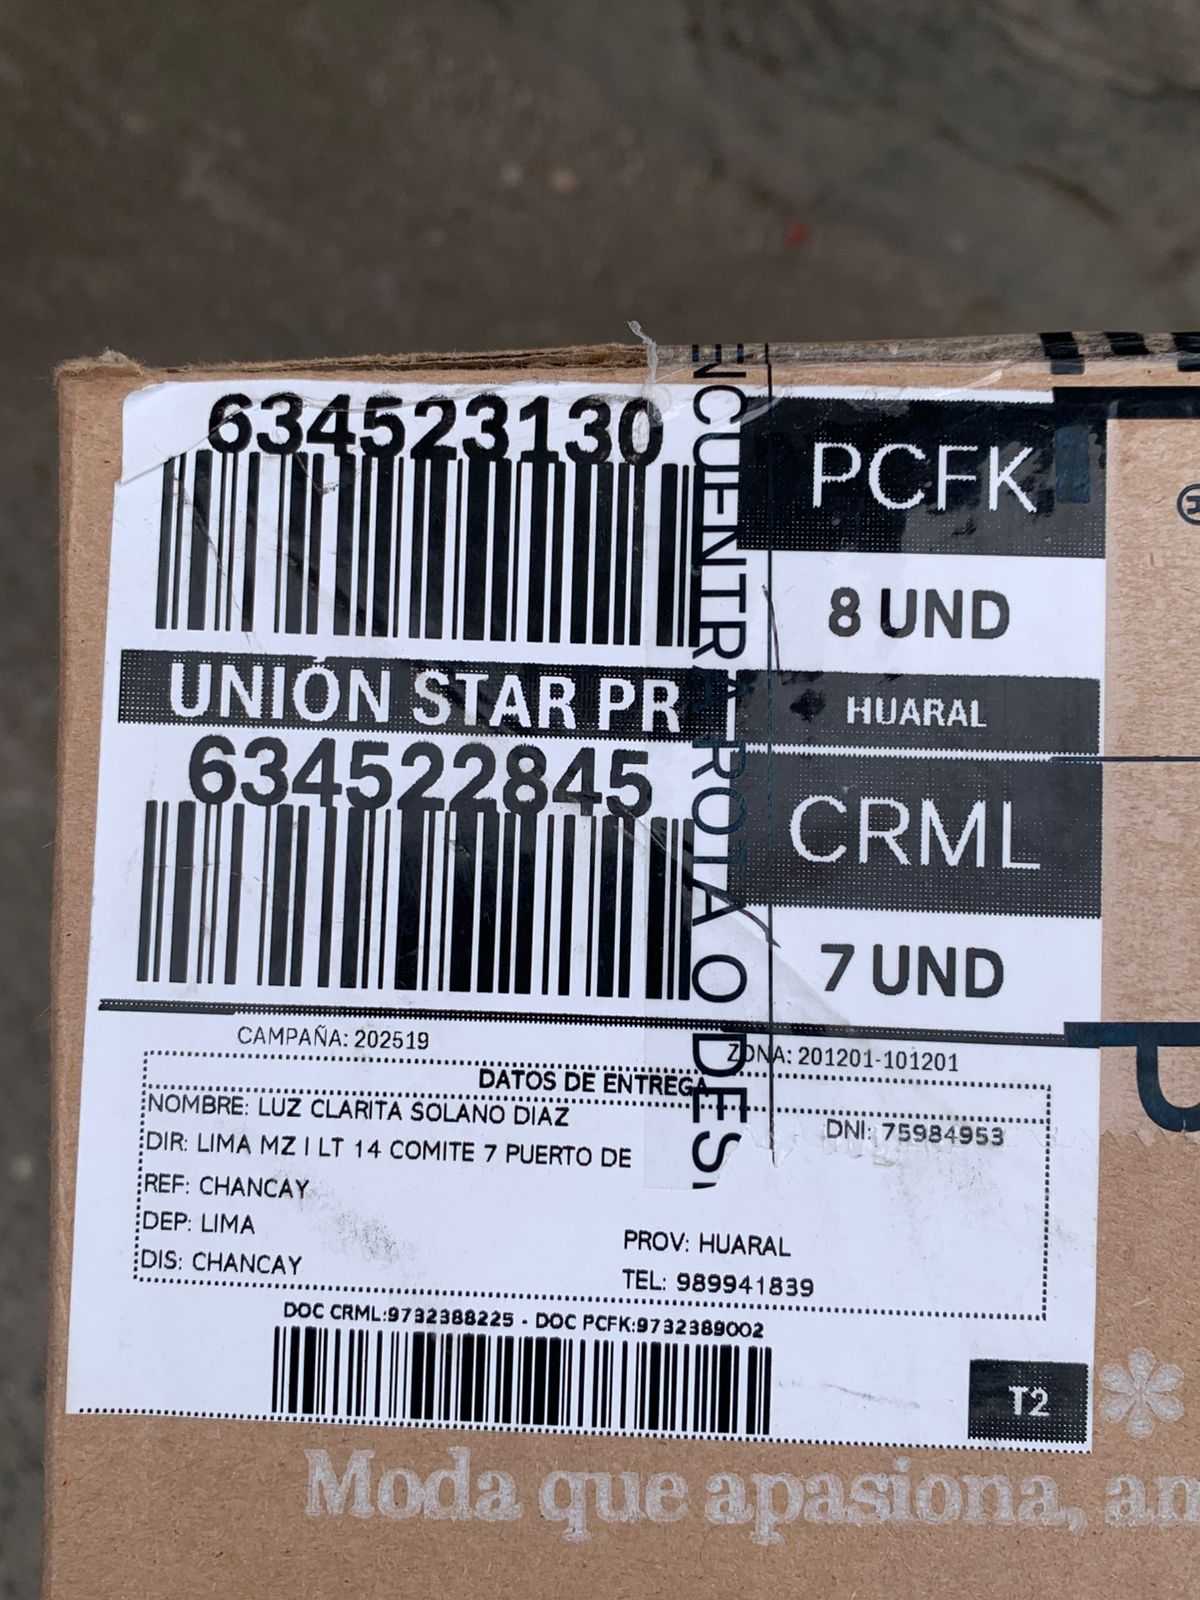 634523130
PCFK
8 UND
UNIÓN STAR PR
HUARAL
634522845
CRML
7 UND
CAMPAÑA: 202519
ZONA: 201201-101201
DATOS DE ENTREGA
NOMBRE: LUZ CLARITA SOLANO DIAZ
DNI: 75984953
DIR: LIMA MZ I LT 14 COMITE 7 PUERTO DE
REF: CHANCAY
DEP: LIMA
PROV: HUARAL
DIS: CHANCAY
TEL: 989941839
DOC CRML:9732388225 - DOC PCFK:9732389002
T2
NCUENTRA ROTA O DES
Moda que apasiona, am